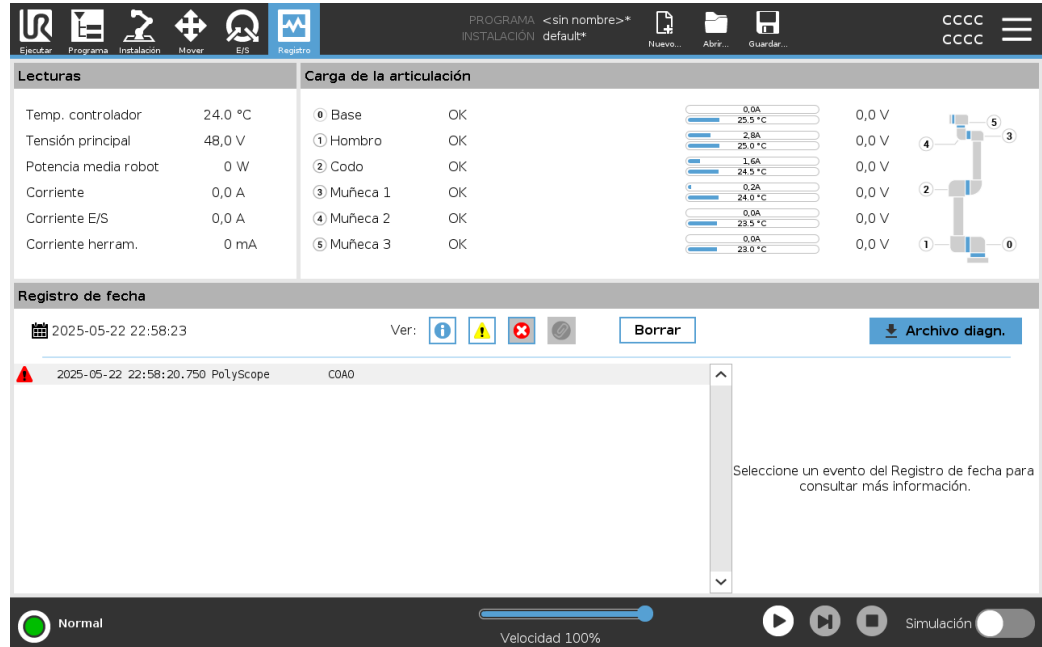 PROGRAMA <sin nombre>*
INSTALACIÓN default*
cccc
cccc
Ejecutar Programa Instalación Mover E/S Registro Nuevo... Abrir... Guardar...
Lecturas
Temp. controlador 24.0 °C
Tensión principal 48,0 V
Potencia media robot 0 W
Corriente 0,0 A
Corriente E/S 0,0 A
Corriente herram. 0 mA
Carga de la articulación
0 Base OK 0,0A 25.5 °C 0,0 V
1 Hombro OK 2,8A 25.0 °C 0,0 V
2 Codo OK 1,6A 24.5 °C 0,0 V
3 Muñeca 1 OK 0,2A 24.0 °C 0,0 V
4 Muñeca 2 OK 0,0A 23.5 °C 0,0 V
5 Muñeca 3 OK 0,0A 23.0 °C 0,0 V
5
3
4
2
1 0
Registro de fecha
2025-05-22 22:58:23 Ver: Borrar Archivo diagn.
2025-05-22 22:58:20.750 PolyScope C0A0
Seleccione un evento del Registro de fecha para
consultar más información.
Normal Velocidad 100% Simulación